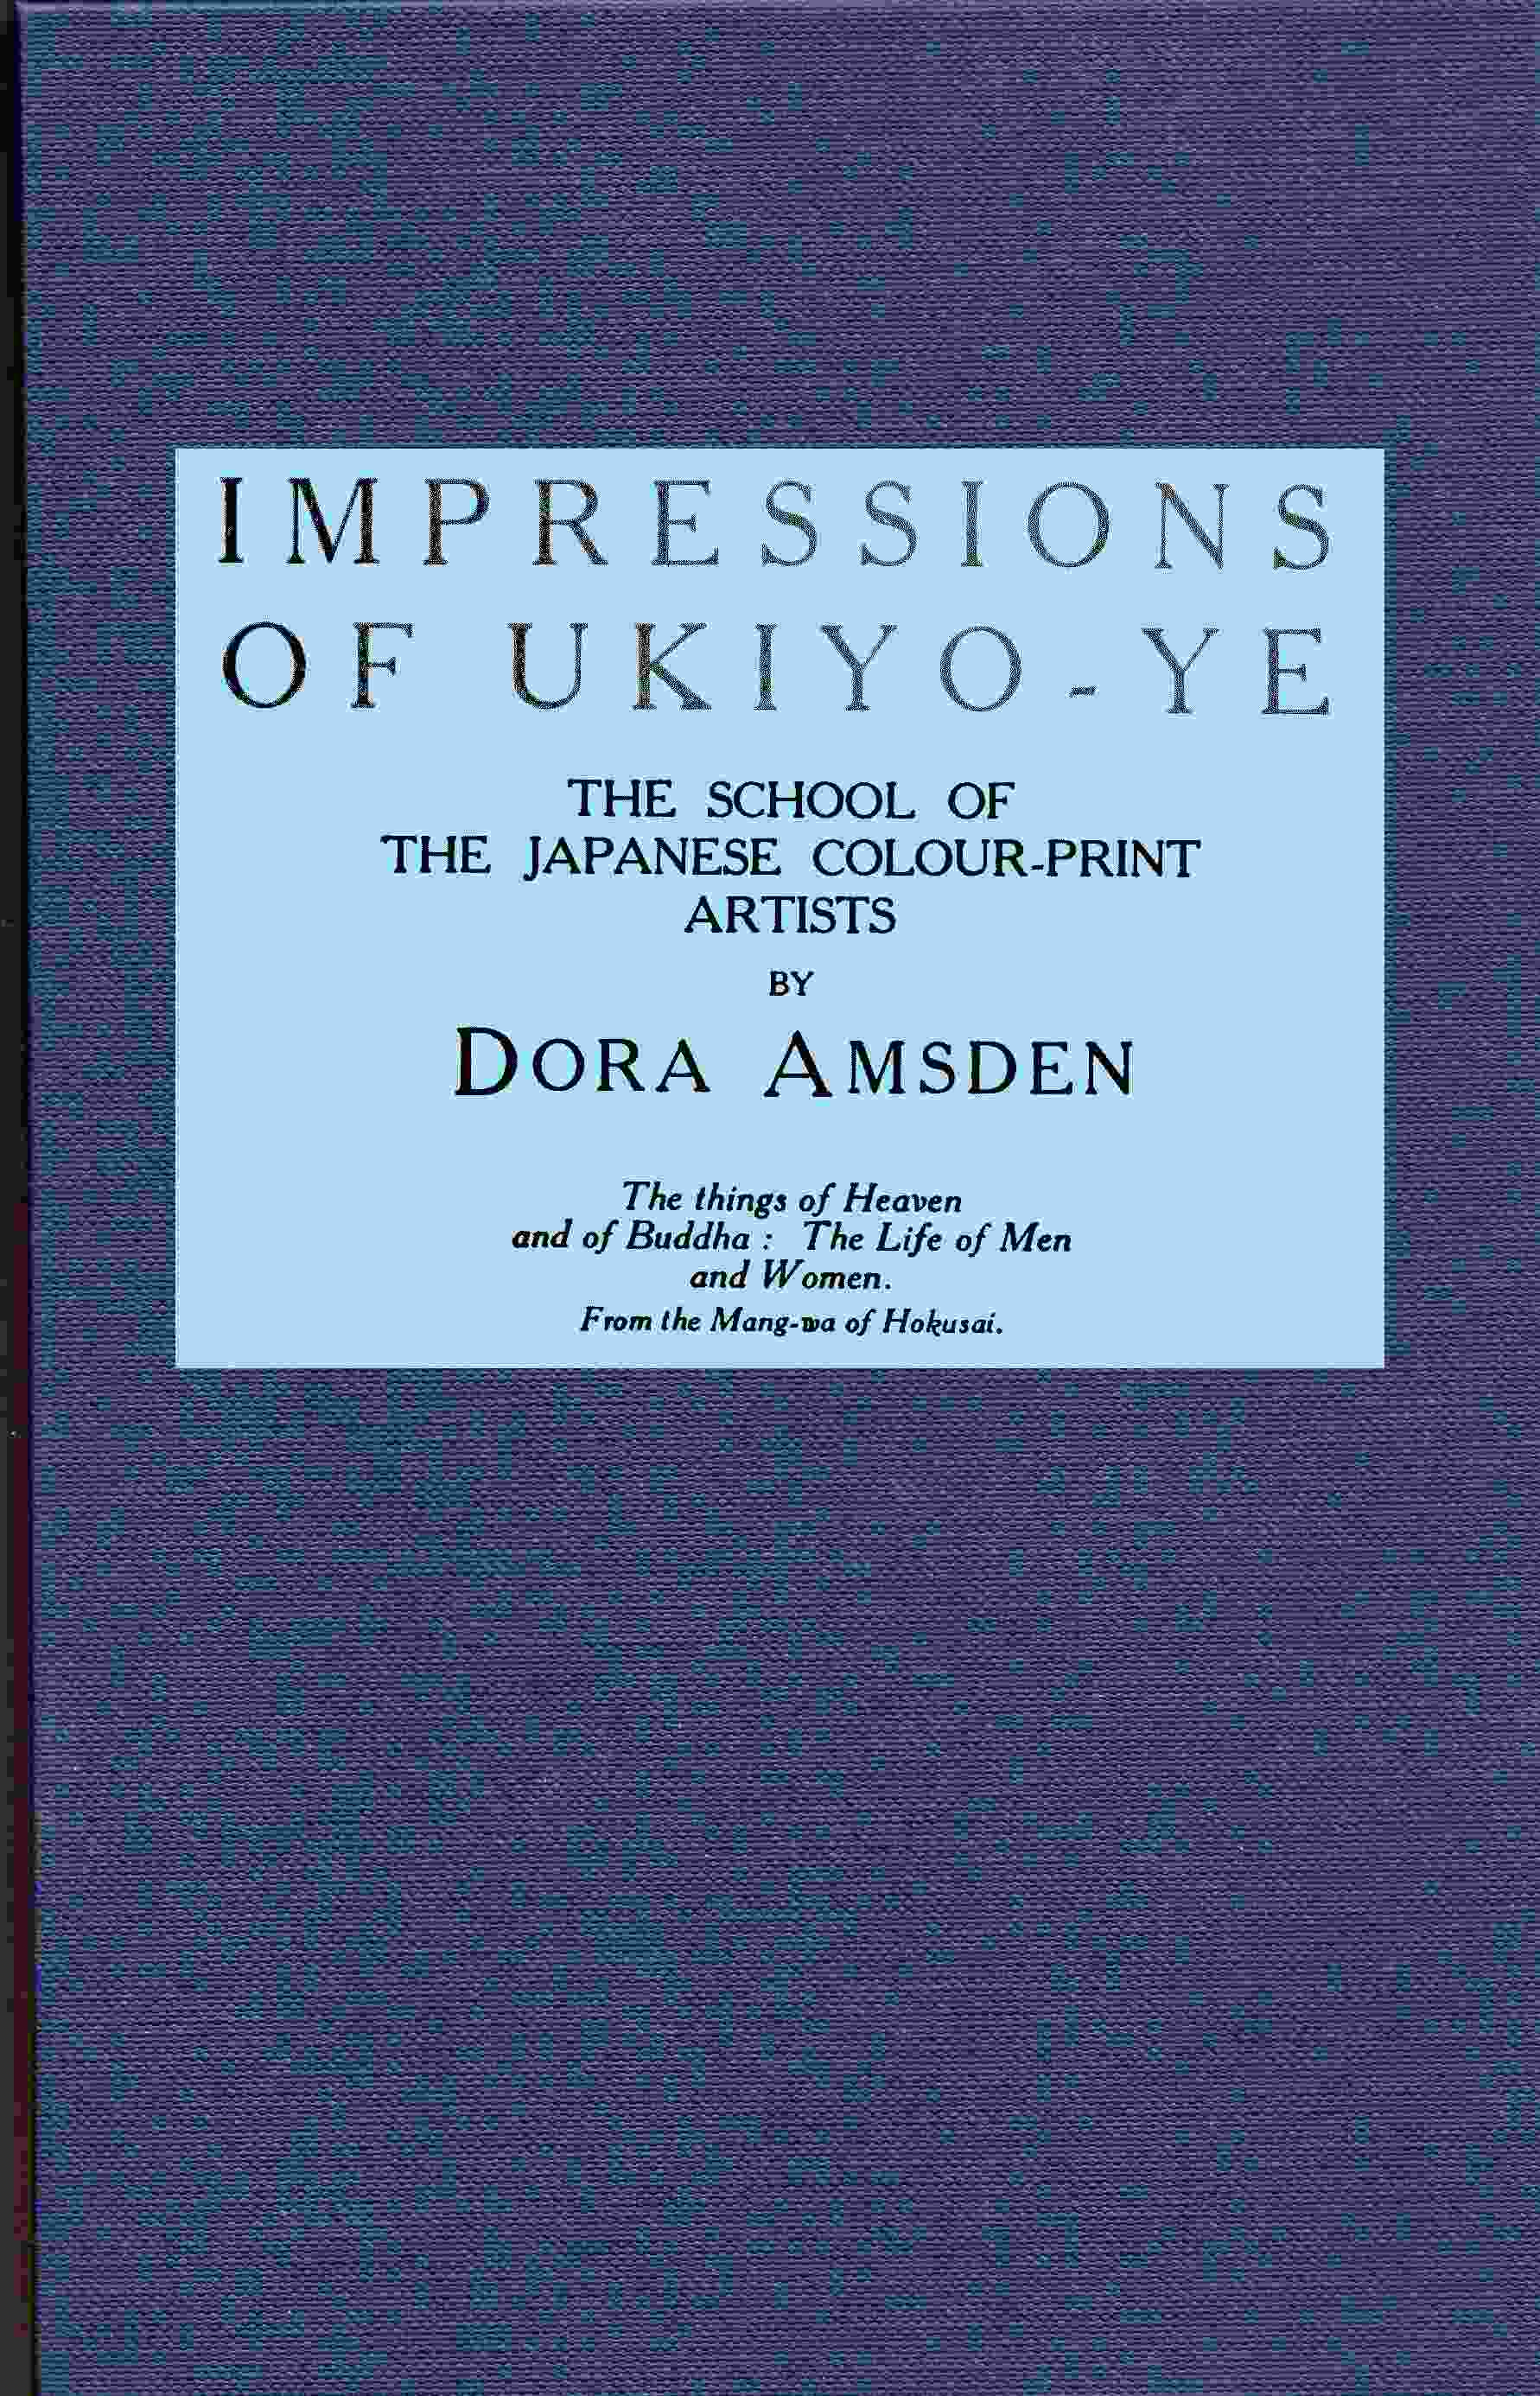 IMPRESSIONS
OF UKIYO-YE
THE SCHOOL OF
THE JAPANESE COLOUR-PRINT
ARTISTS
BY
DORA AMSDEN
The things of Heaven
and of Buddha : The Life of Men
and Women.
From the Mang-wa of Hokusai.